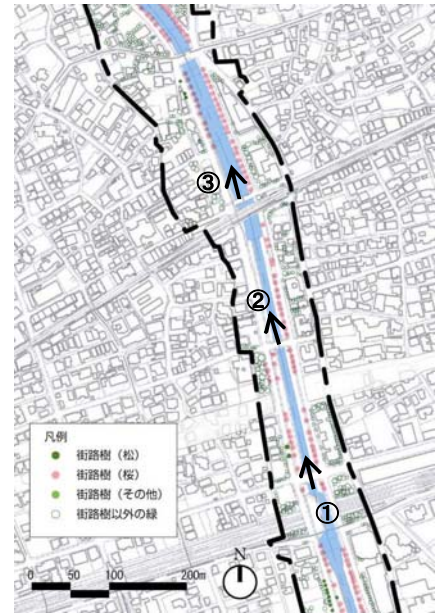 ③
②
①
凡例
街路樹（松）
街路樹（桜）
街路樹（その他）
街路樹以外の緑
N
0 50 100 200m